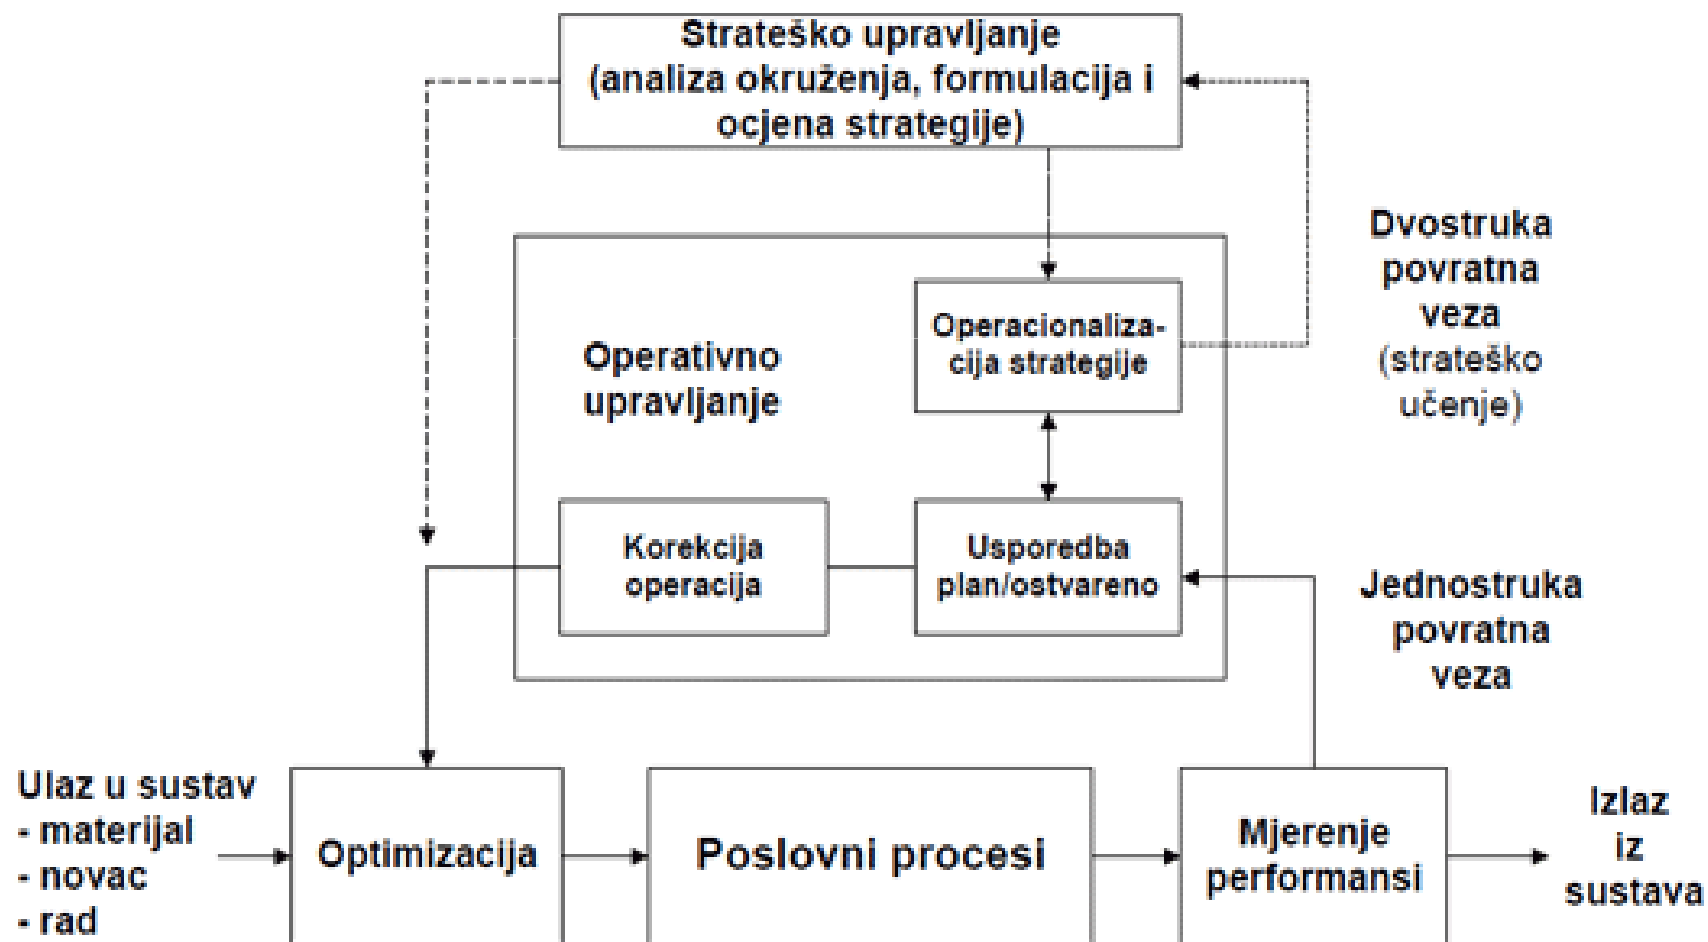 Strateško upravljanje
(analiza okruženja, formulacija i
ocjena strategije)
Dvostruka
povratna
veza
(strateško
učenje)
Operacionaliza-
cija strategije
Operativno
upravljanje
Korekcija
operacija
Usporedba
plan/ostvareno
Jednostruka
povratna
veza
Ulaz u sustav
- materijal
- novac
- rad
Optimizacija
Poslovni procesi
Mjerenje
performansi
Izlaz
iz
sustava